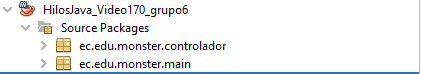 HilosJava_Video170_grupo6
Source Packages
ec.edu.monster.controlador
ec.edu.monster.main